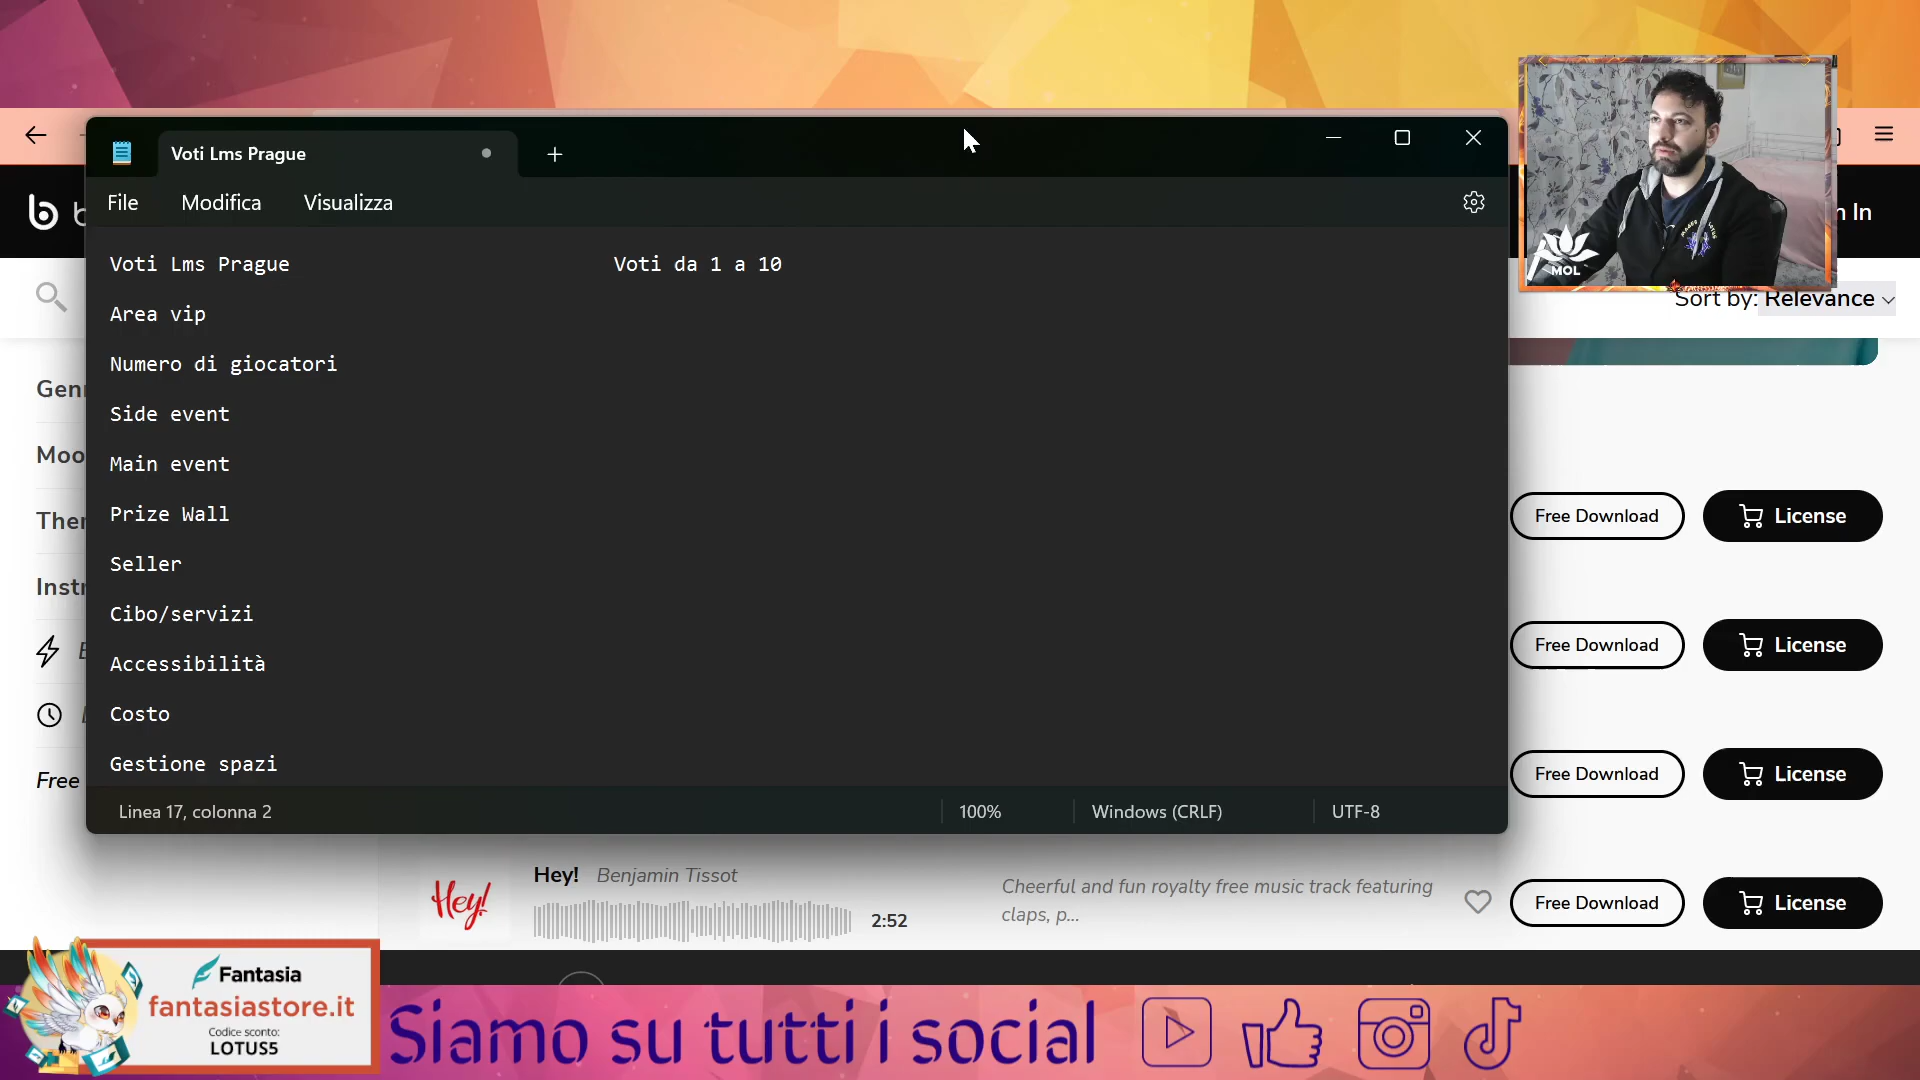 Voti Lms Prague
File Modifica Visualizza
Voti Lms Prague Voti da 1 a 10
Area vip
Numero di giocatori
Side event
Main event
Prize Wall
Seller
Cibo/servizi
Accessibilità
Costo
Gestione spazi
Linea 17, colonna 2 100% Windows (CRLF) UTF-8
MOL
n In
Sort by: Relevance
Free
Free Download License
Free Download License
Free Download License
Hey! Hey! Benjamin Tissot
2:52
Cheerful and fun royalty free music track featuring
claps, p...
Free Download License
Fantasia
fantasiastore.it
Codice sconto:
LOTUS5
Siamo su tutti i social